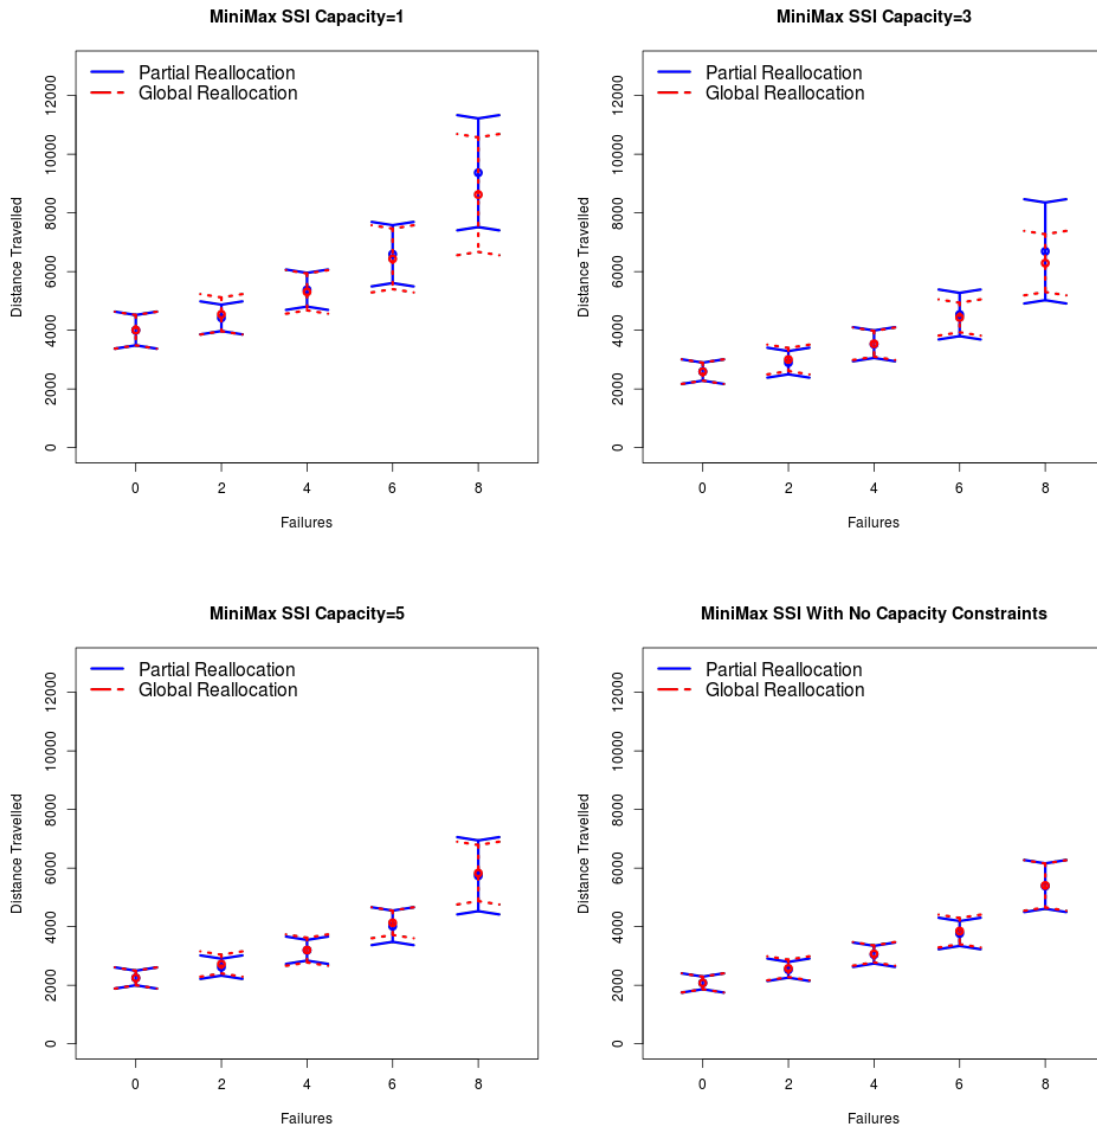 MiniMax SSI Capacity=1
Partial Reallocation
Global Reallocation
Distance Travelled
0
2000
4000
6000
8000
10000
12000
0 2 4 6 8
Failures
MiniMax SSI Capacity=3
Partial Reallocation
Global Reallocation
Distance Travelled
0
2000
4000
6000
8000
10000
12000
0 2 4 6 8
Failures
MiniMax SSI Capacity=5
Partial Reallocation
Global Reallocation
Distance Travelled
0
2000
4000
6000
8000
10000
12000
0 2 4 6 8
Failures
MiniMax SSI With No Capacity Constraints
Partial Reallocation
Global Reallocation
Distance Travelled
0
2000
4000
6000
8000
10000
12000
0 2 4 6 8
Failures